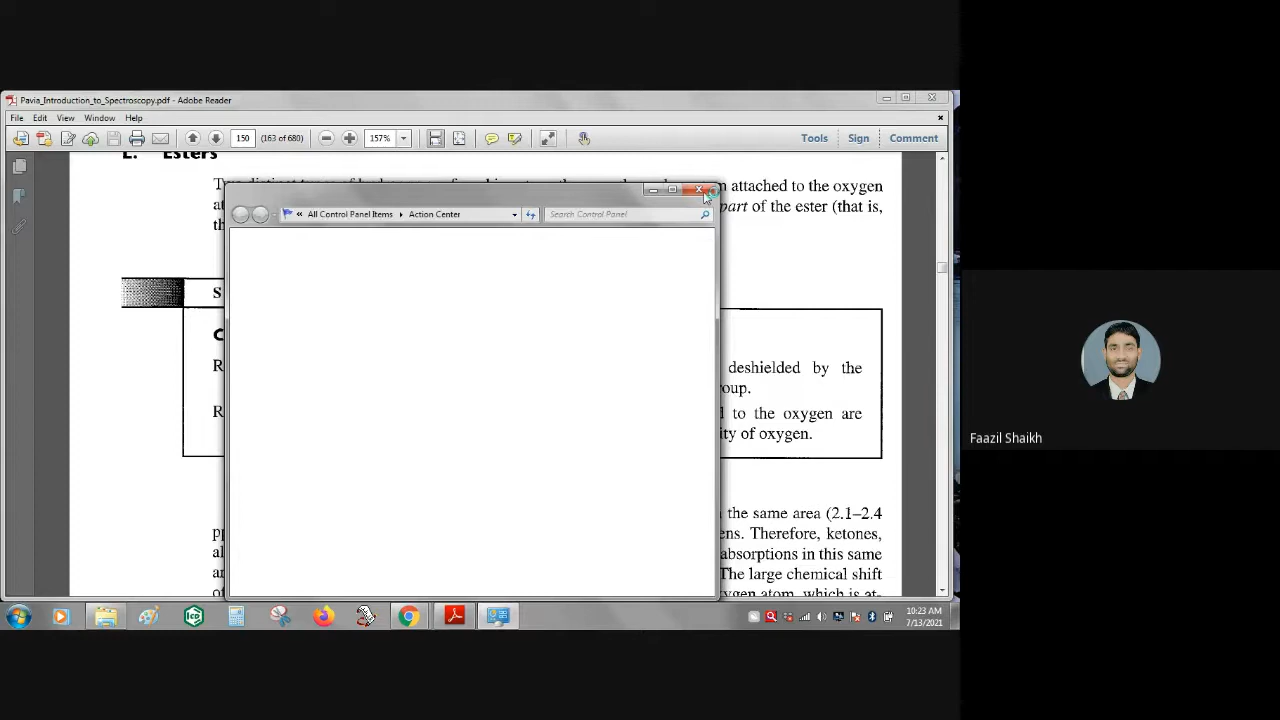 Pavia_Introduction_to_Spectroscopy.pdf - Adobe Reader
File Edit View Window Help
150 (163 of 680) 157% Tools Sign Comment
E. Esters
attached to the oxygen
part of the ester (that is,
th
All Control Panel Items Action Center Search Control Panel
S
C
R deshielded by the
oup.
R to the oxygen are
ity of oxygen.
the same area (2.1–2.4
ens. Therefore, ketones,
al absorptions in this same
The large chemical shift
Faazil Shaikh
10:23 AM
7/13/2021